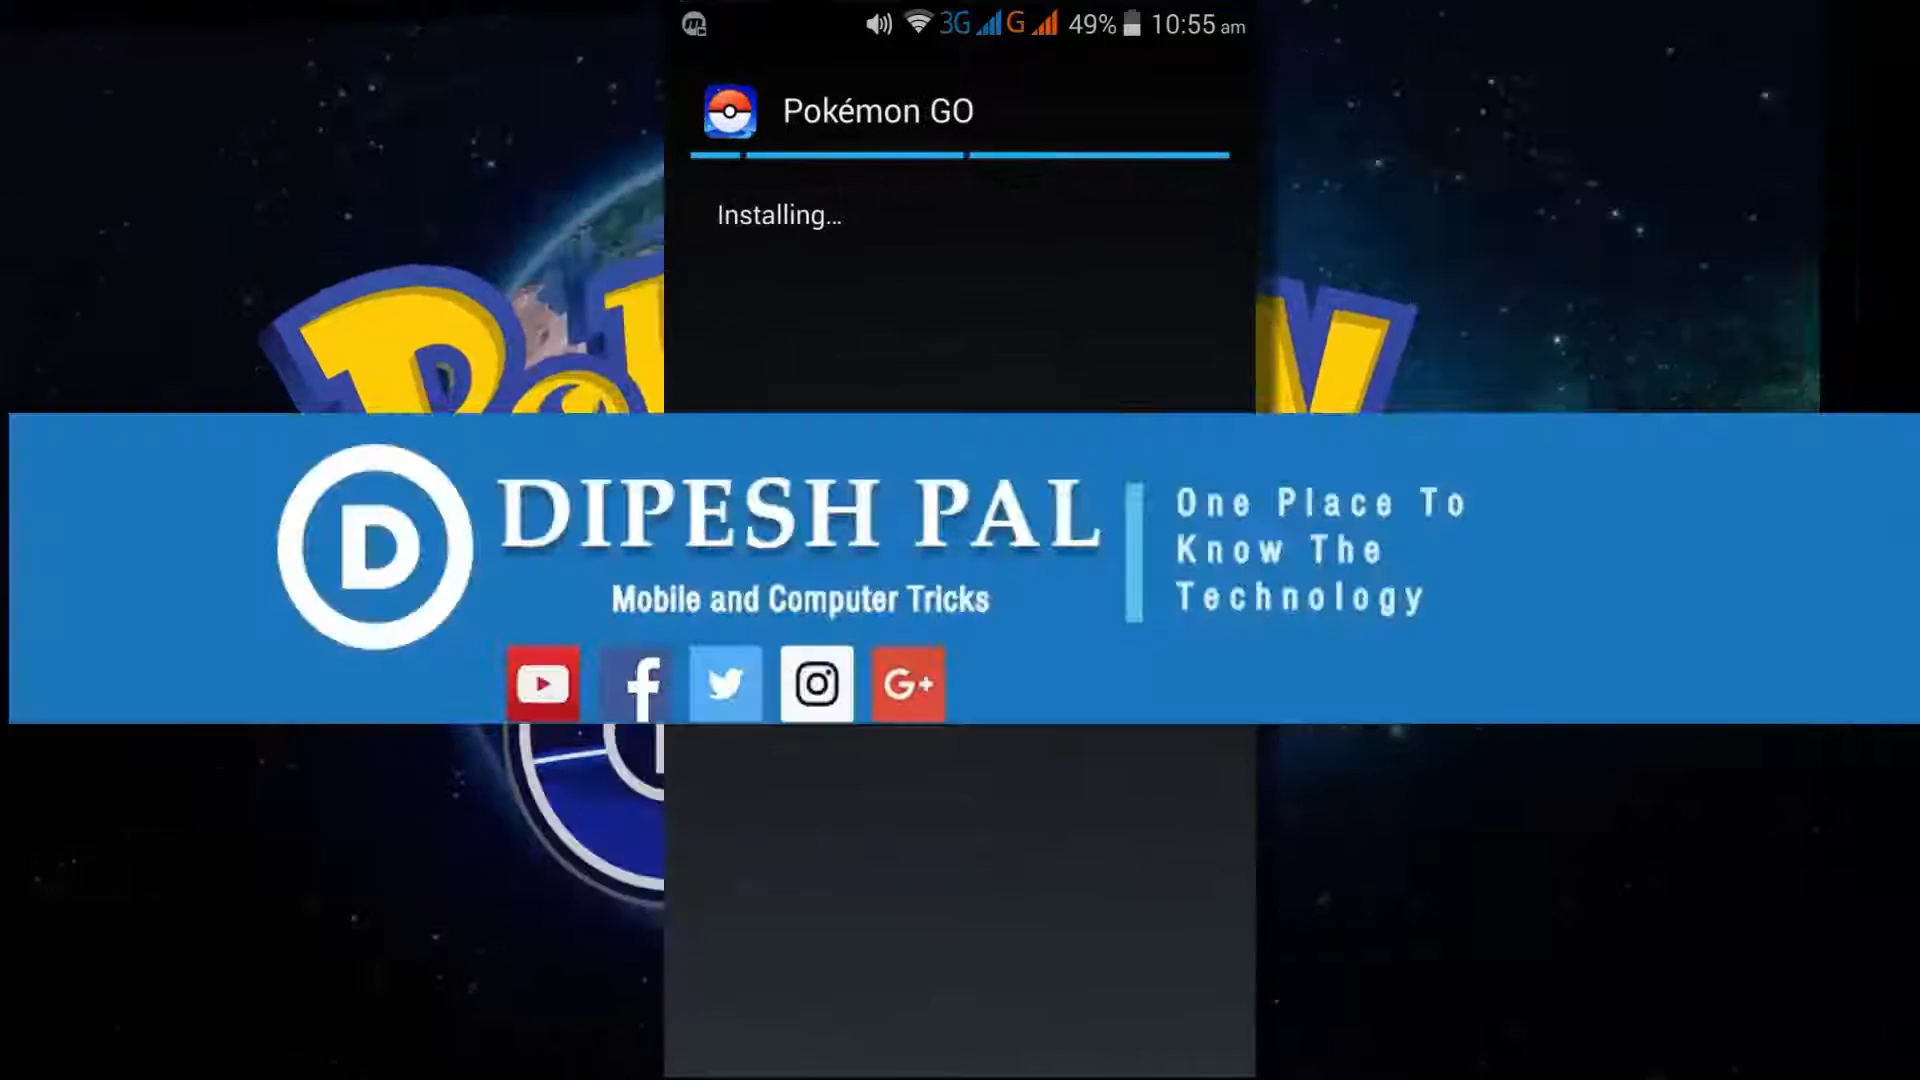 3G G 49% 10:55 am
Pokémon GO
Installing...
D
DIPESH PAL
Mobile and Computer Tricks
One Place To
Know The
Technology
f
G+